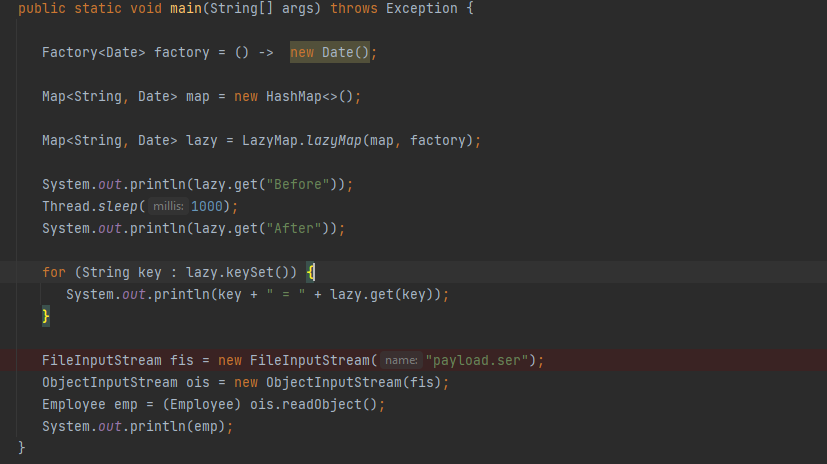 public static void main(String[] args) throws Exception {
Factory<Date> factory = () ->  new Date();
Map<String, Date> map = new HashMap<>();
Map<String, Date> lazy = LazyMap.lazyMap(map, factory);
System.out.println(lazy.get("Before"));
Thread.sleep( millis: 1000);
System.out.println(lazy.get("After"));
for (String key : lazy.keySet()) {
System.out.println(key + " = " + lazy.get(key));
}
FileInputStream fis = new FileInputStream( name: "payload.ser");
ObjectInputStream ois = new ObjectInputStream(fis);
Employee emp = (Employee) ois.readObject();
System.out.println(emp);
}